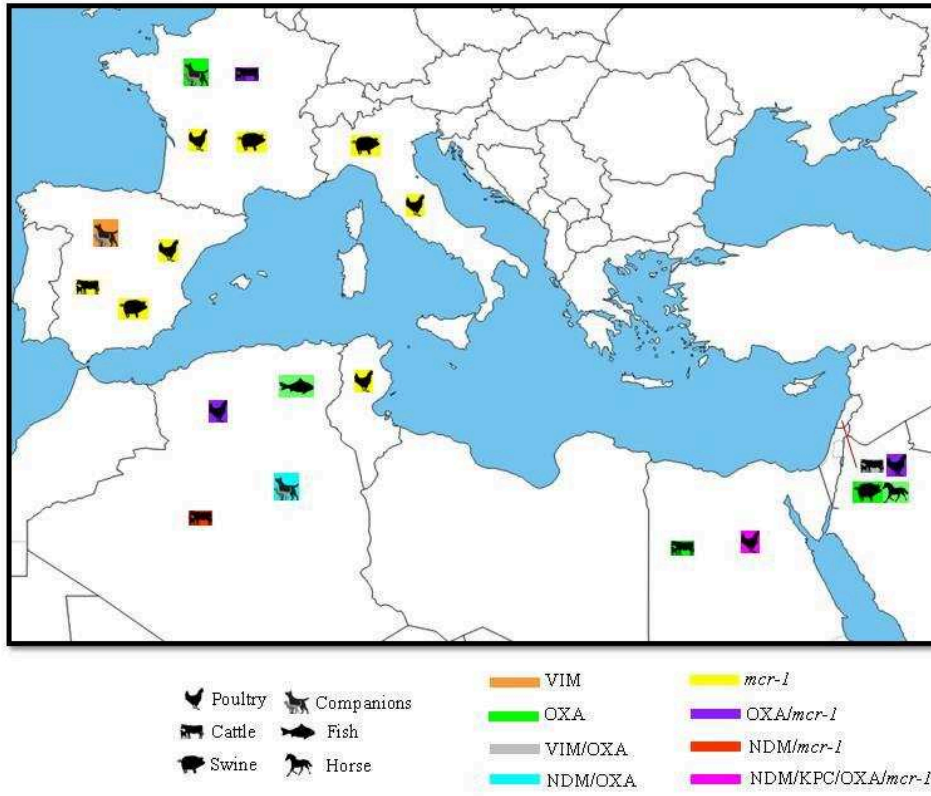 Poultry
Companions
Cattle
Fish
Swine
Horse
VIM
OXA
VIM/OXA
NDM/OXA
mcr-1
OXA/mcr-1
NDM/mcr-1
NDM/KPC/OXA/mcr-1